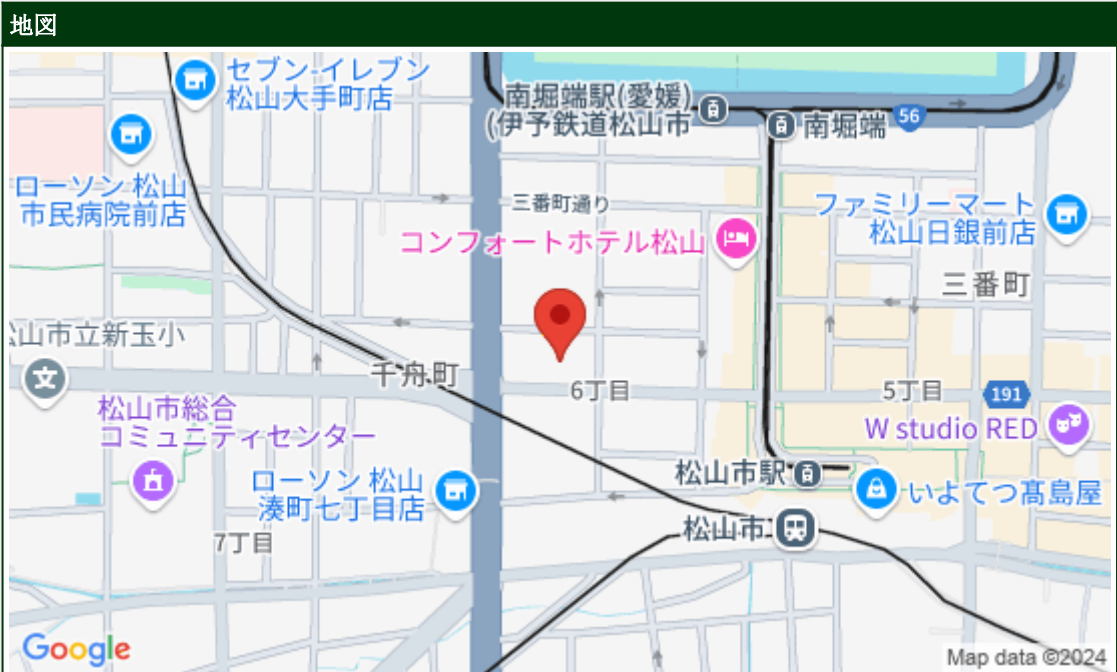 地図
セブン-イレブン
松山大手町店
南堀端駅(愛媛)
(伊予鉄道松山市
南堀端
56
ローソン 松山
市民病院前店
三番町通り
コンフォートホテル松山
ファミリーマート
松山日銀前店
三番町
山市立新玉小
文
千舟町
6丁目
5丁目
191
松山市総合
コミュニティセンター
W studio RED
ローソン 松山
湊町七丁目店
松山市駅
いよてつ髙島屋
松山市
7丁目
Google
Map data ©2024